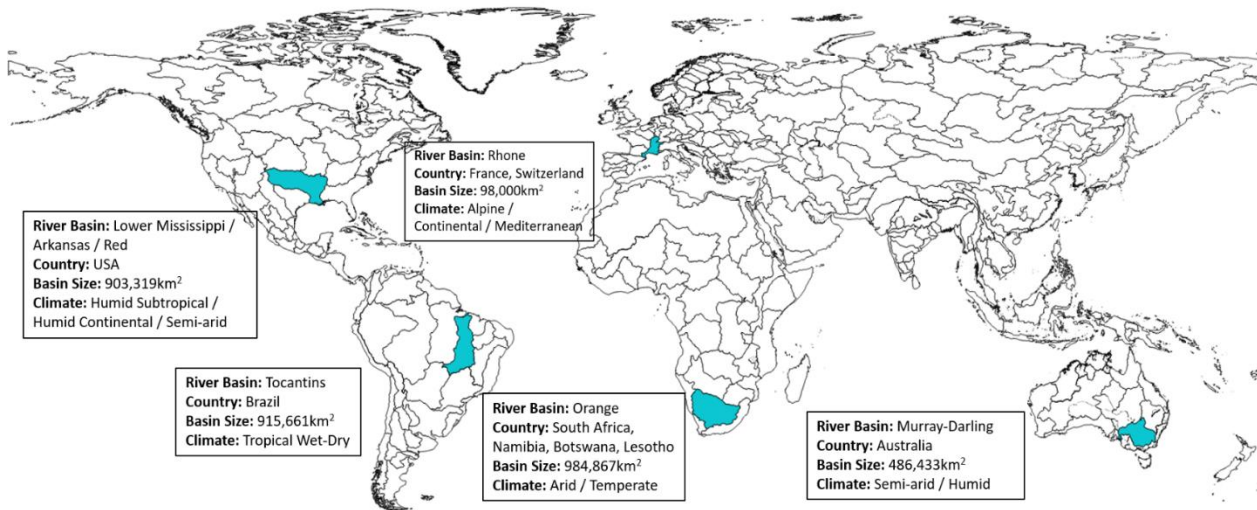 River Basin: Rhone
Country: France, Switzerland
Basin Size: 98,000km²
Climate: Alpine /
Continental / Mediterranean
River Basin: Lower Mississippi /
Arkansas / Red
Country: USA
Basin Size: 903,319km²
Climate: Humid Subtropical /
Humid Continental / Semi-arid
River Basin: Tocantins
Country: Brazil
Basin Size: 915,661km²
Climate: Tropical Wet-Dry
River Basin: Orange
Country: South Africa,
Namibia, Botswana, Lesotho
Basin Size: 984,867km²
Climate: Arid / Temperate
River Basin: Murray-Darling
Country: Australia
Basin Size: 486,433km²
Climate: Semi-arid / Humid